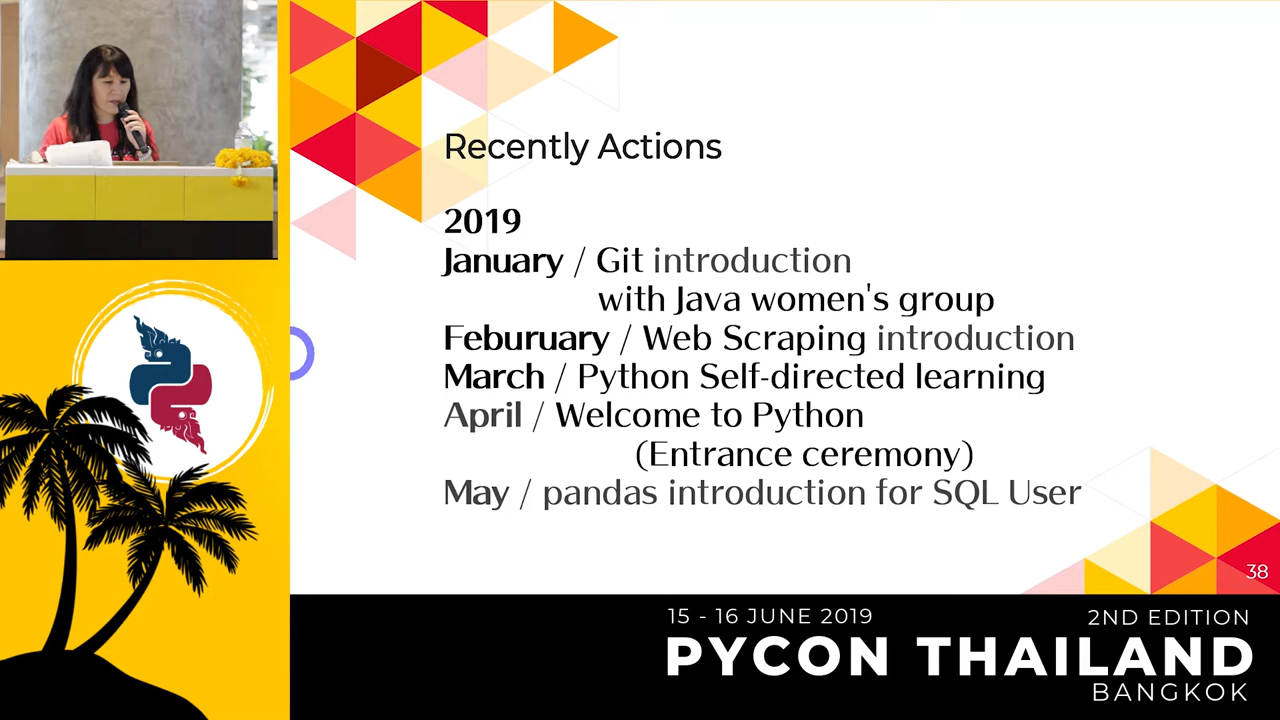 Recently Actions
2019
January / Git introduction
with Java women's group
Feburuary / Web Scraping introduction
March / Python Self-directed learning
April / Welcome to Python
(Entrance ceremony)
May / pandas introduction for SQL User
38
15 - 16 JUNE 2019
2ND EDITION
PYCON THAILAND
BANGKOK